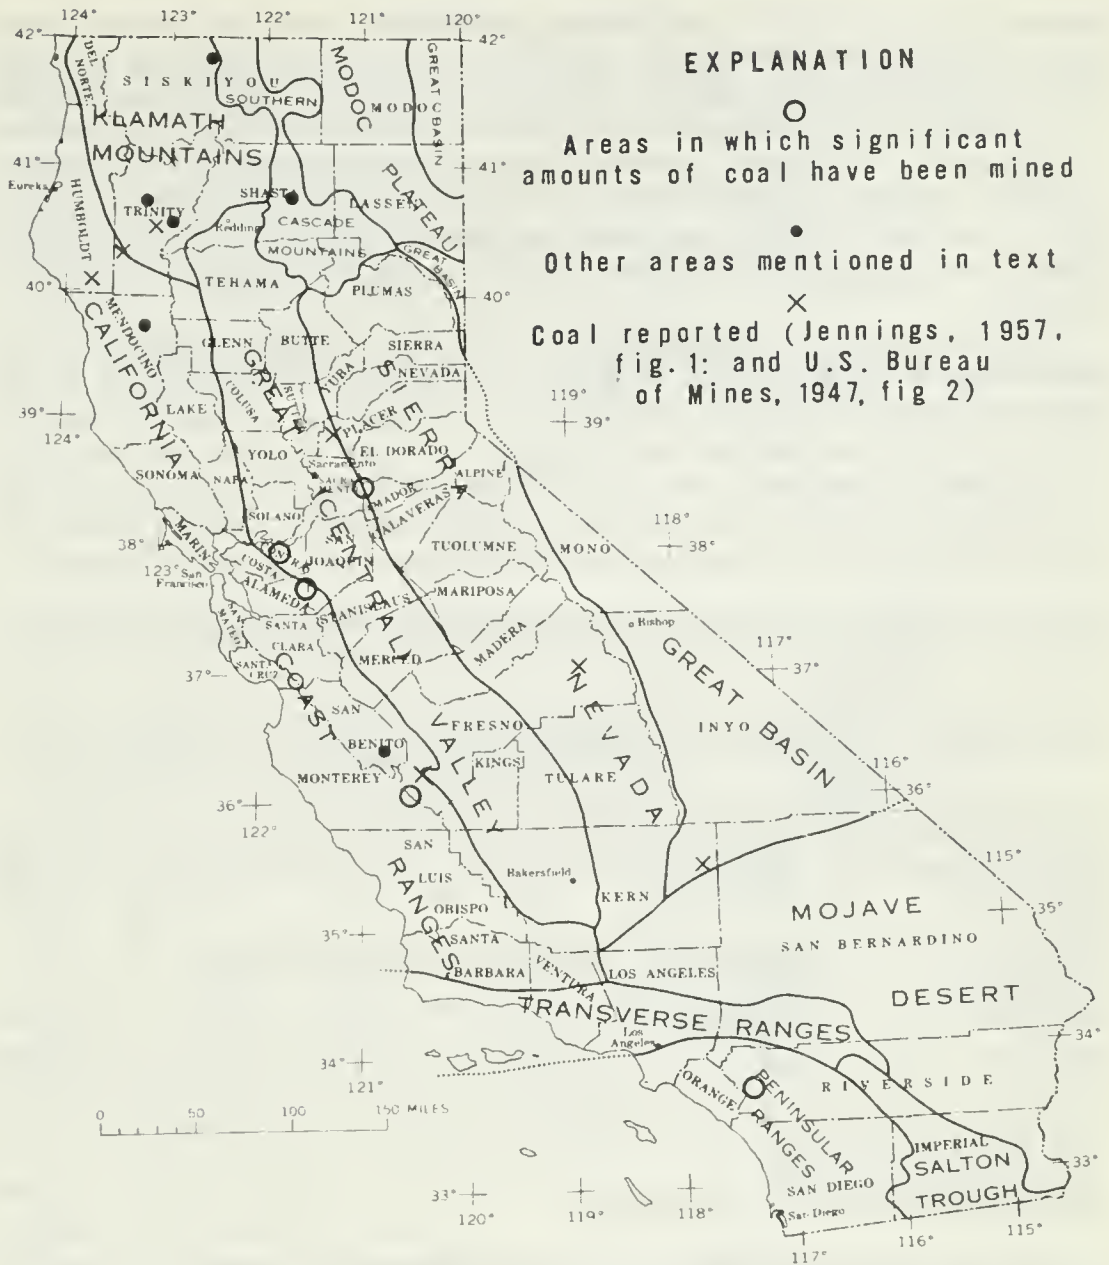 124° 123° 122° 121° 120°
42° 42°
EXPLANATION
Areas in which significant
amounts of coal have been mined
Other areas mentioned in text
Coal reported (Jennings, 1957,
fig. 1: and U.S. Bureau
of Mines, 1947, fig 2)
DEL NORTE
SISKIYOU
MODOC
MODOC
GREAT BASIN
SOUTHERN
KLAMATH
MOUNTAINS
41° 41°
Eureka
HUMBOLDT
TRINITY
SHASTA
Redding
CASCADE
MOUNTAINS
LASSEN
PLATEAU
GREAT BASIN
TEHAMA
PLUMAS
40° 40°
MENDOCINO
CALIFORNIA
GLENN
BUTTE
SIERRA
NEVADA
YUBA
SUTTER
COLUSA
GREAT
SIERRA
PLACER
LAKE
39°
124°
119°
39°
YOLO
EL DORADO
Sacramento
SACRAMENTO
SONOMA
NAPA
AMADOR
ALPINE
SOLANO
CALAVERAS
CENTRAL
MARIN
38°
123°
San Francisco
CONTRA
COSTA
SAN
JOAQUIN
TUOLUMNE
MONO
118°
38°
ALAMEDA
STANISLAUS
MARIPOSA
SAN MATEO
SANTA
CLARA
SANTA CRUZ
MERCED
MADERA
Bishop
GREAT BASIN
117°
37°
37°
COAST
SAN
BENITO
FRESNO
NEVADA
INYO
VALLEY
KINGS
TULARE
MONTEREY
116°
36°
36°
122°
SAN
LUIS
OBISPO
RANGES
Bakersfield
KERN
115°
35°
MOJAVE
SAN BERNARDINO
35°
SANTA
BARBARA
VENTURA
LOS ANGELES
DESERT
TRANSVERSE RANGES
Los Angeles
34°
34°
121°
ORANGE
PENINSULAR
RANGES
RIVERSIDE
0 50 100 150 MILES
IMPERIAL
SALTON
TROUGH
33°
SAN DIEGO
San Diego
33°
120° 119° 118°
117° 116° 115°